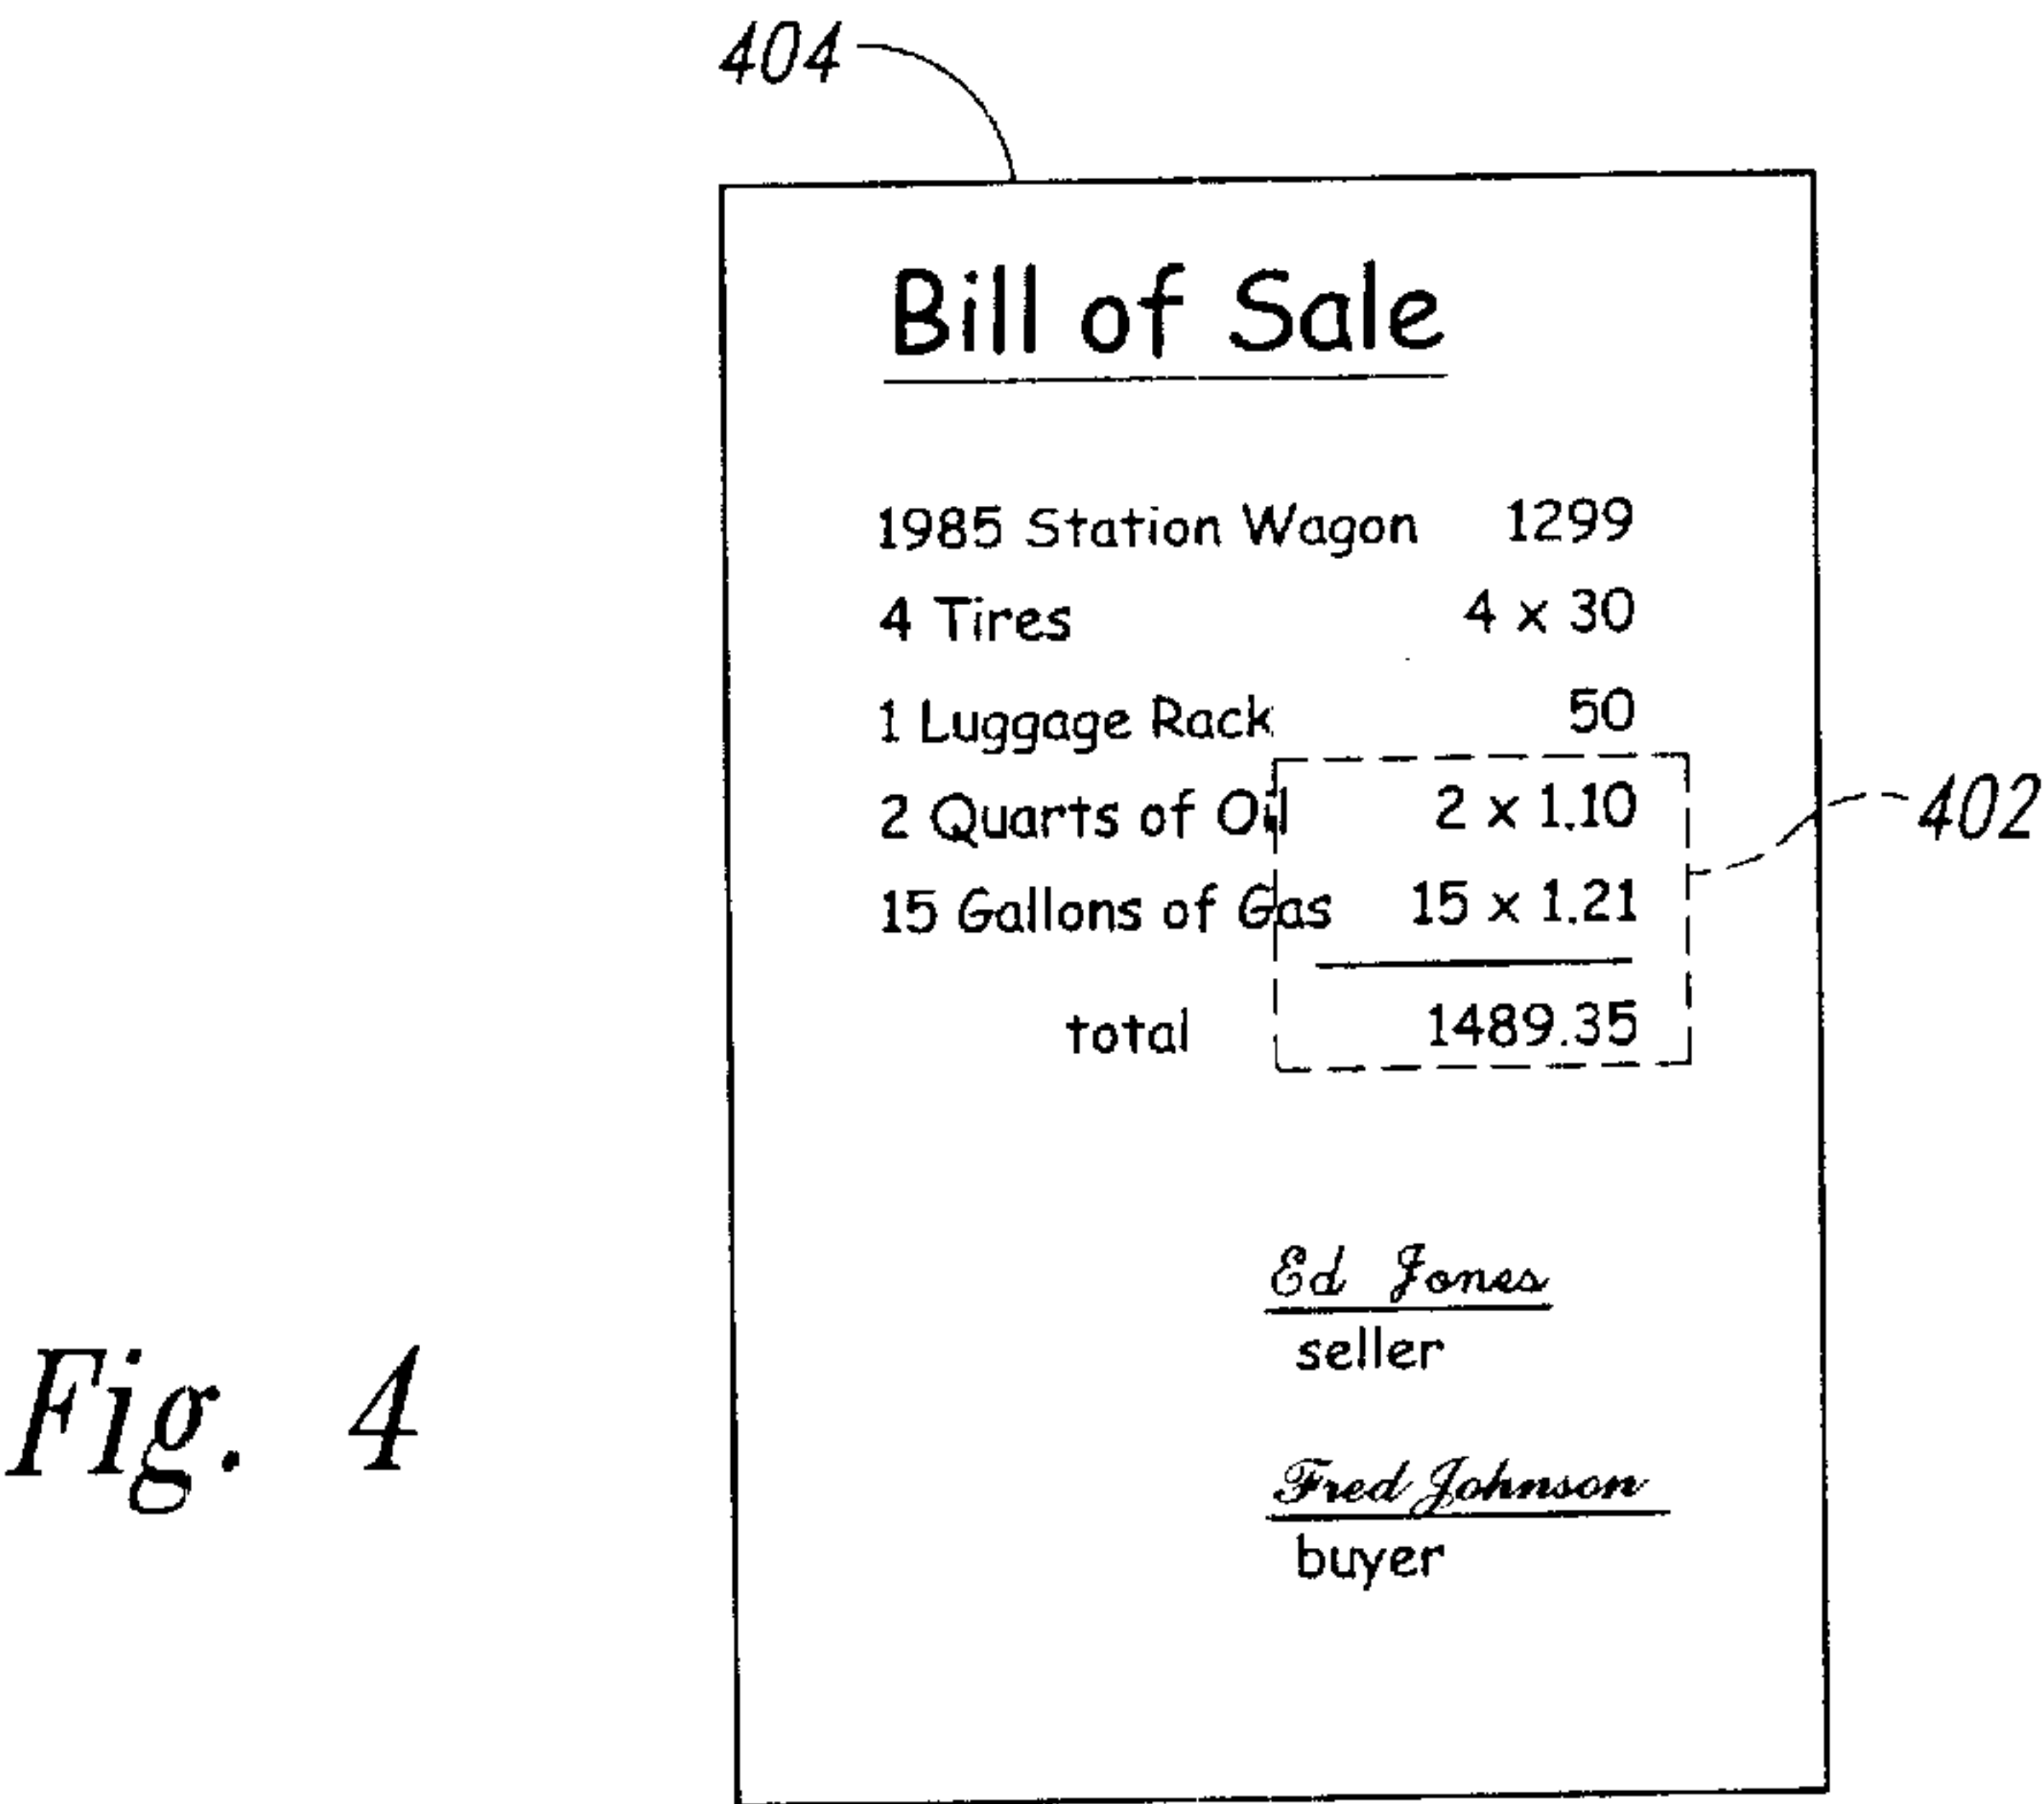 404
Bill of Sale
1985 Station Wagon 1299
4 Tires 4 x 30
1 Luggage Rack 50
2 Quarts of Oil 2 x 1.10
402
15 Gallons of Gas 15 x 1.21
total 1489.35
Ed Jones
seller
Fig. 4
Fred Johnson
buyer